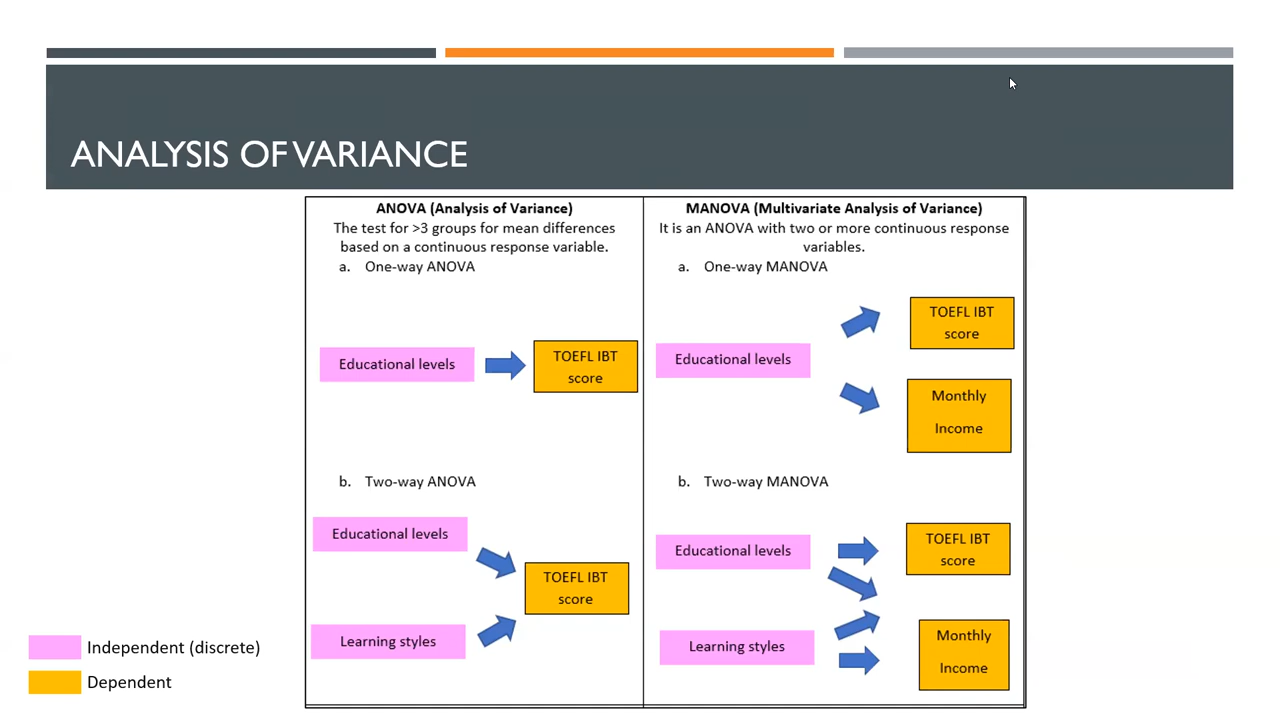 ANALYSIS OF VARIANCE
ANOVA (Analysis of Variance)
The test for >3 groups for mean differences
based on a continuous response variable.
a. One-way ANOVA
Educational levels
TOEFL IBT
score
b. Two-way ANOVA
Educational levels
Learning styles
TOEFL IBT
score
MANOVA (Multivariate Analysis of Variance)
It is an ANOVA with two or more continuous response
variables.
a. One-way MANOVA
Educational levels
TOEFL IBT
score
Monthly
Income
b. Two-way MANOVA
Educational levels
Learning styles
TOEFL IBT
score
Monthly
Income
Independent (discrete)
Dependent